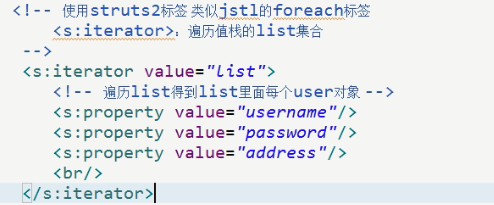 <!-- 使用struts2标签 类似jstl的foreach标签
<s:iterator>：遍历值栈的list集合
-->
<s:iterator value="list">
<!-- 遍历list得到list里面每个user对象 -->
<s:property value="username"/>
<s:property value="password"/>
<s:property value="address"/>
<br/>
</s:iterator>